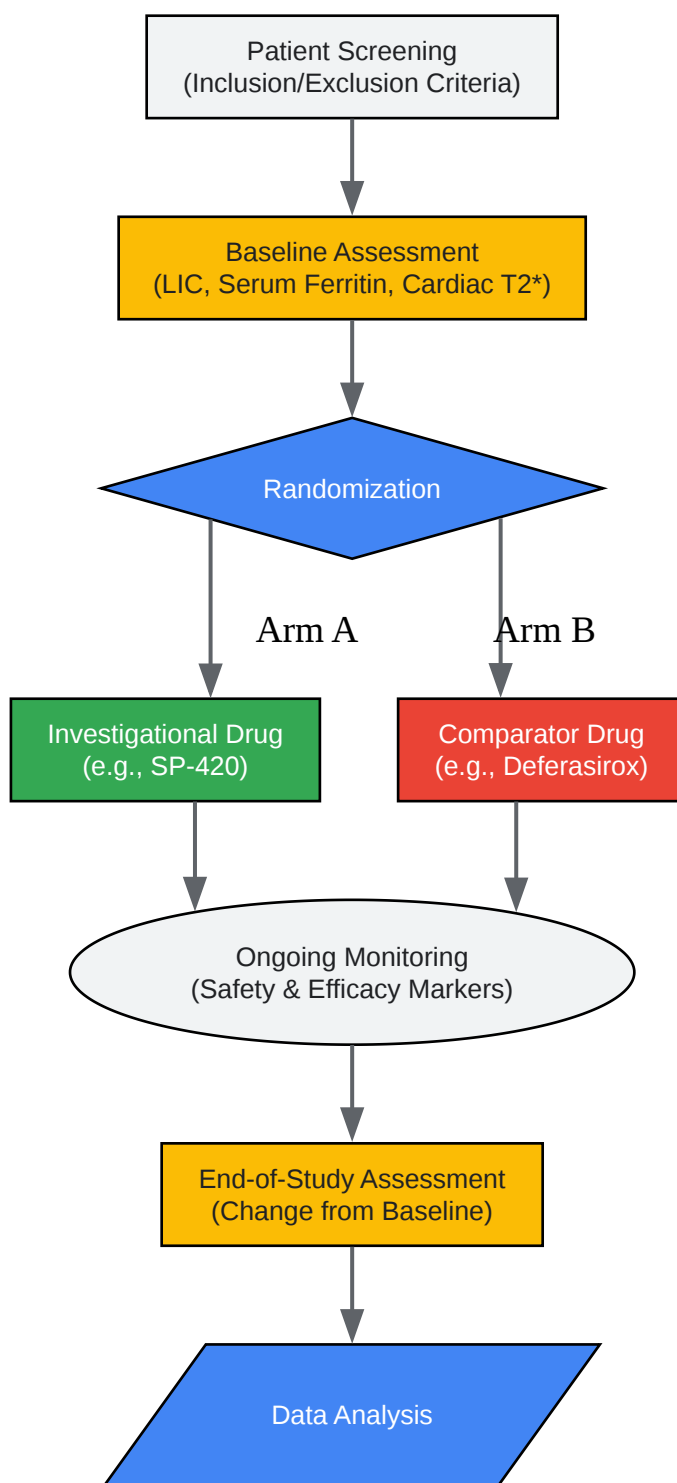 Patient Screening
(Inclusion/Exclusion Criteria)
Baseline Assessment
(LIC, Serum Ferritin, Cardiac T2*)
Randomization
Arm A
Arm B
Investigational Drug
(e.g., SP-420)
Comparator Drug
(e.g., Deferasirox)
Ongoing Monitoring
(Safety & Efficacy Markers)
End-of-Study Assessment
(Change from Baseline)
Data Analysis